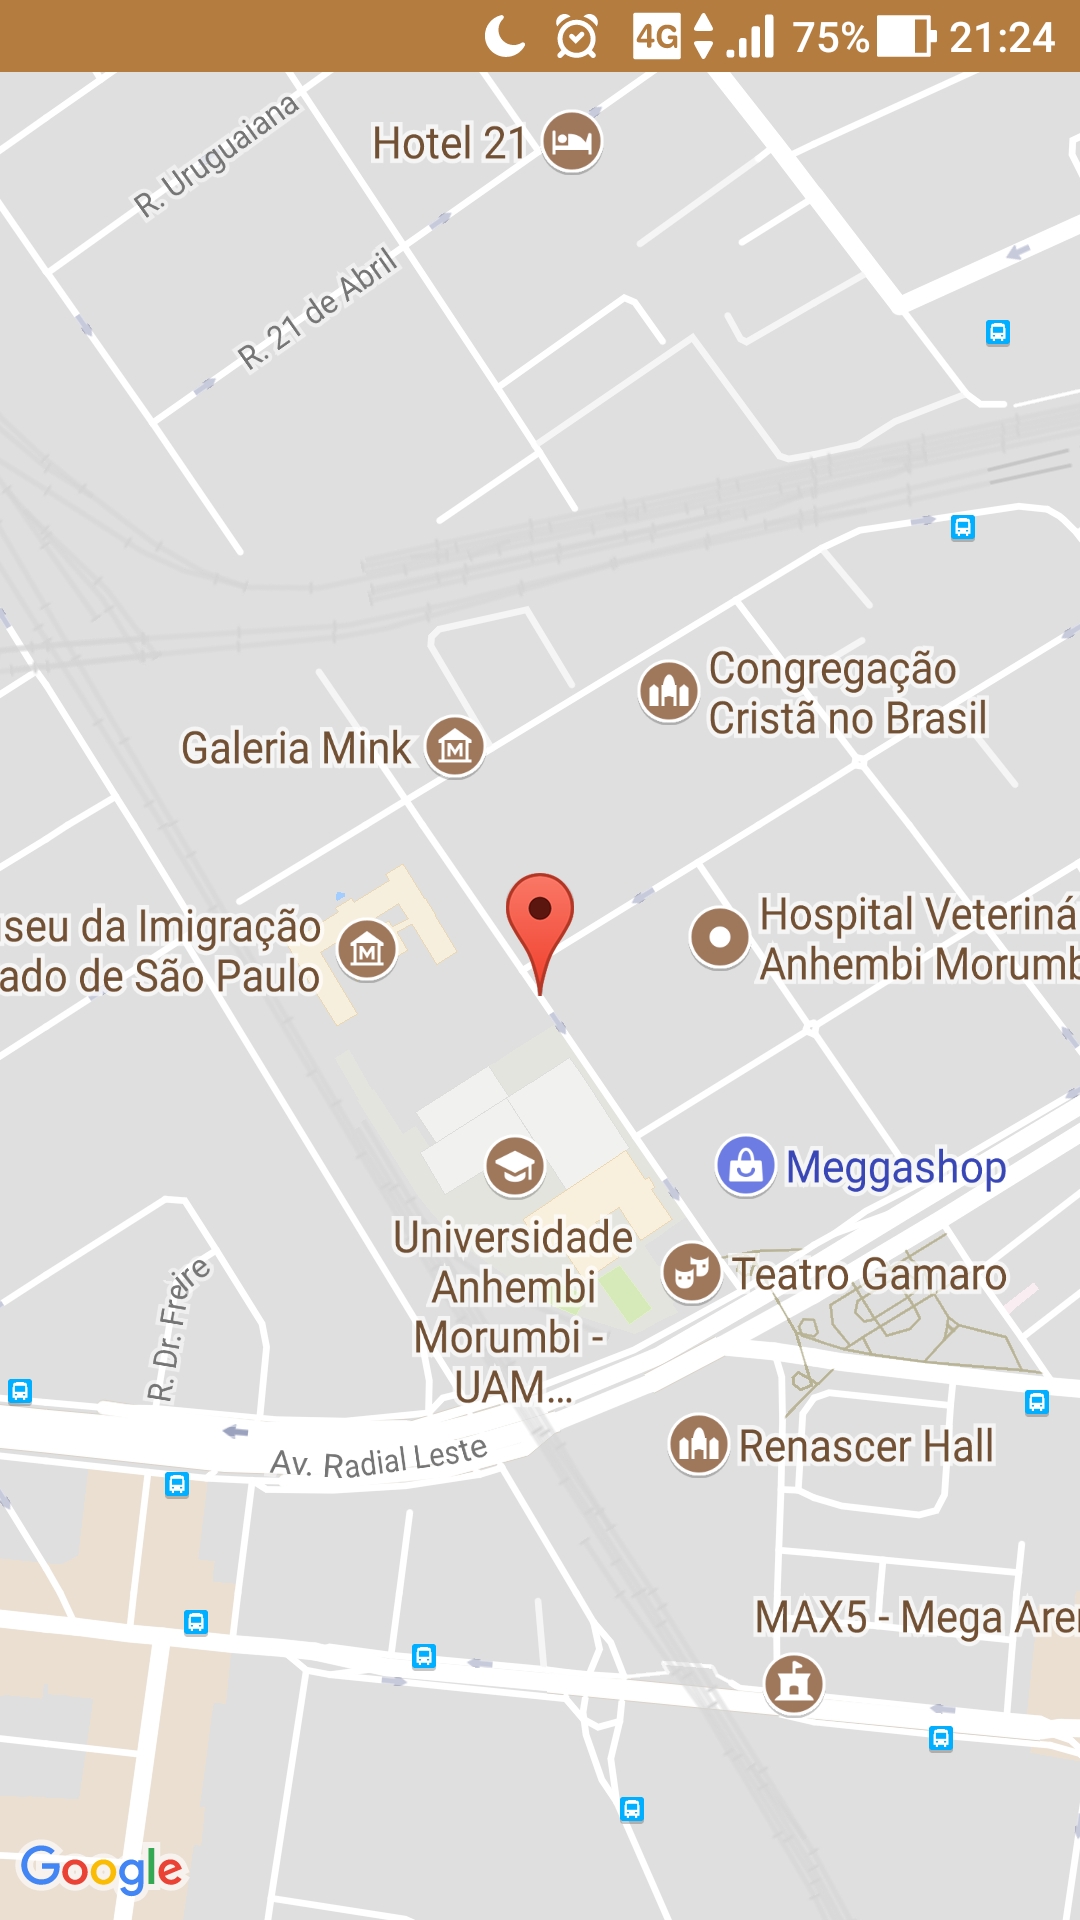 4G 75% 21:24
Hotel 21
R. Uruguaiana
R. 21 de Abril
Congregação
Cristã no Brasil
Galeria Mink
seu da Imigração
ado de São Paulo
Hospital Veteriná
Anhembi Morumb
Meggashop
Universidade
Anhembi
Morumbi -
UAM...
Teatro Gamaro
R. Dr. Freire
Av. Radial Leste
Renascer Hall
MAX5 - Mega Aren
Google